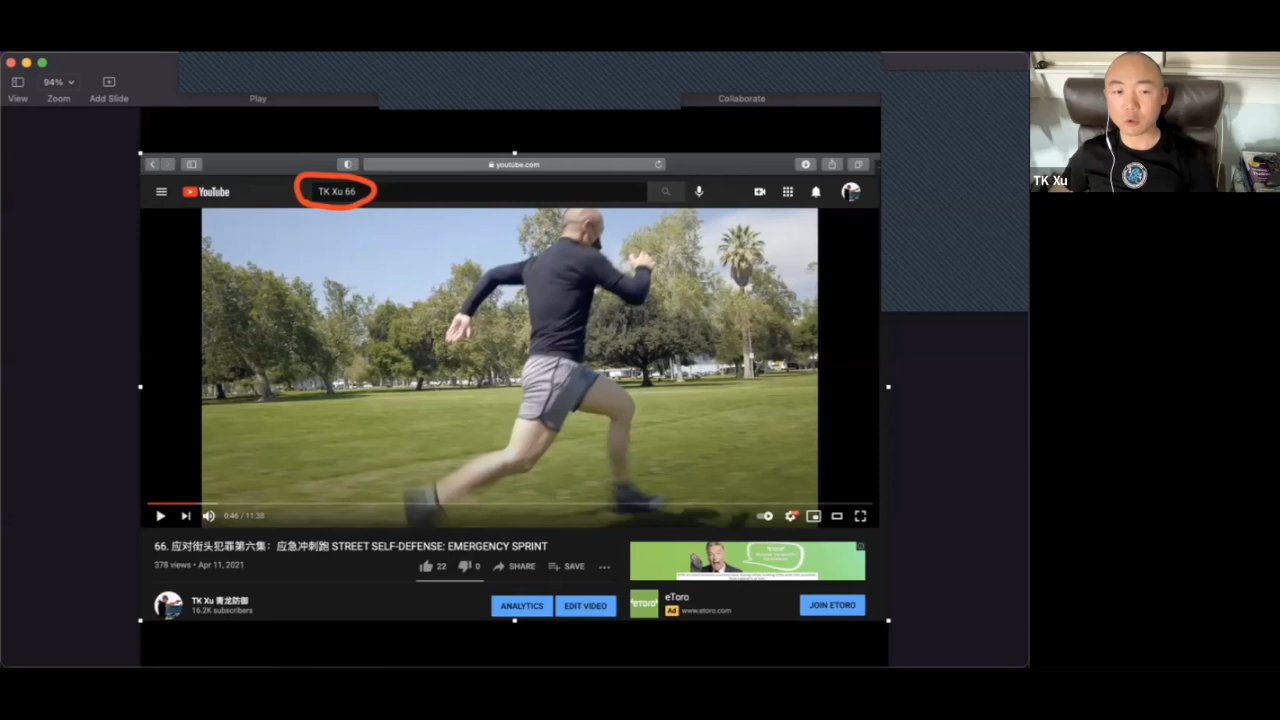 94%
View
Zoom
Add Slide
Play
Collaborate
TK Xu
youtube.com
YouTube
TK Xu 66
0:46 / 11:38
66. 应对街头犯罪第六集：应急冲刺跑 STREET SELF-DEFENSE: EMERGENCY SPRINT
378 views • Apr 11, 2021
22
0
SHARE
SAVE
TK Xu 青龙防御
16.2K subscribers
ANALYTICS
EDIT VIDEO
eToro
eToro
Ad
www.etoro.com
JOIN ETORO